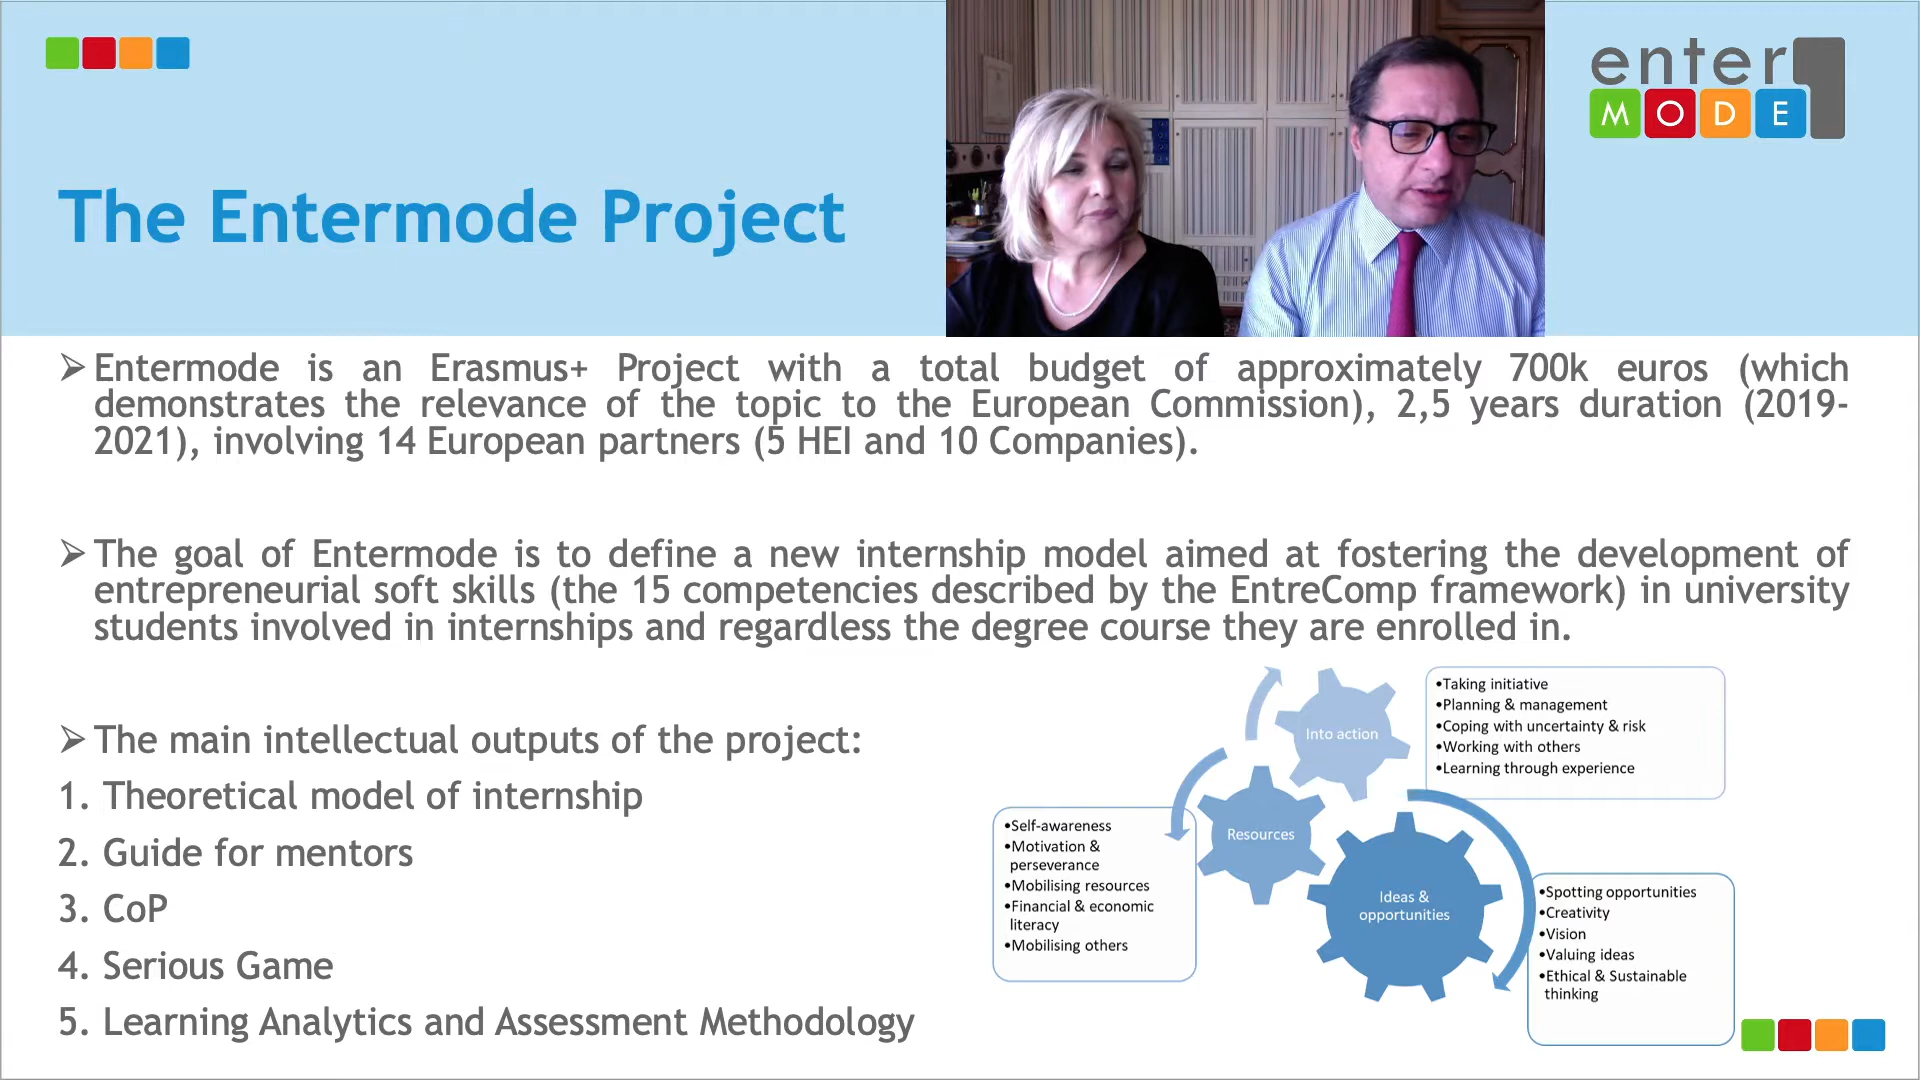 enter
MODE
The Entermode Project
➢Entermode is an Erasmus+ Project with a total budget of approximately 700k euros (which
demonstrates the relevance of the topic to the European Commission), 2,5 years duration (2019-
2021), involving 14 European partners (5 HEI and 10 Companies).
➢The goal of Entermode is to define a new internship model aimed at fostering the development of
entrepreneurial soft skills (the 15 competencies described by the EntreComp framework) in university
students involved in internships and regardless the degree course they are enrolled in.
➢The main intellectual outputs of the project:
1. Theoretical model of internship
2. Guide for mentors
3. CoP
4. Serious Game
5. Learning Analytics and Assessment Methodology
Into action
•Taking initiative
•Planning & management
•Coping with uncertainty & risk
•Working with others
•Learning through experience
Resources
•Self-awareness
•Motivation &
perseverance
•Mobilising resources
•Financial & economic
literacy
•Mobilising others
Ideas &
opportunities
•Spotting opportunities
•Creativity
•Vision
•Valuing ideas
•Ethical & Sustainable
thinking